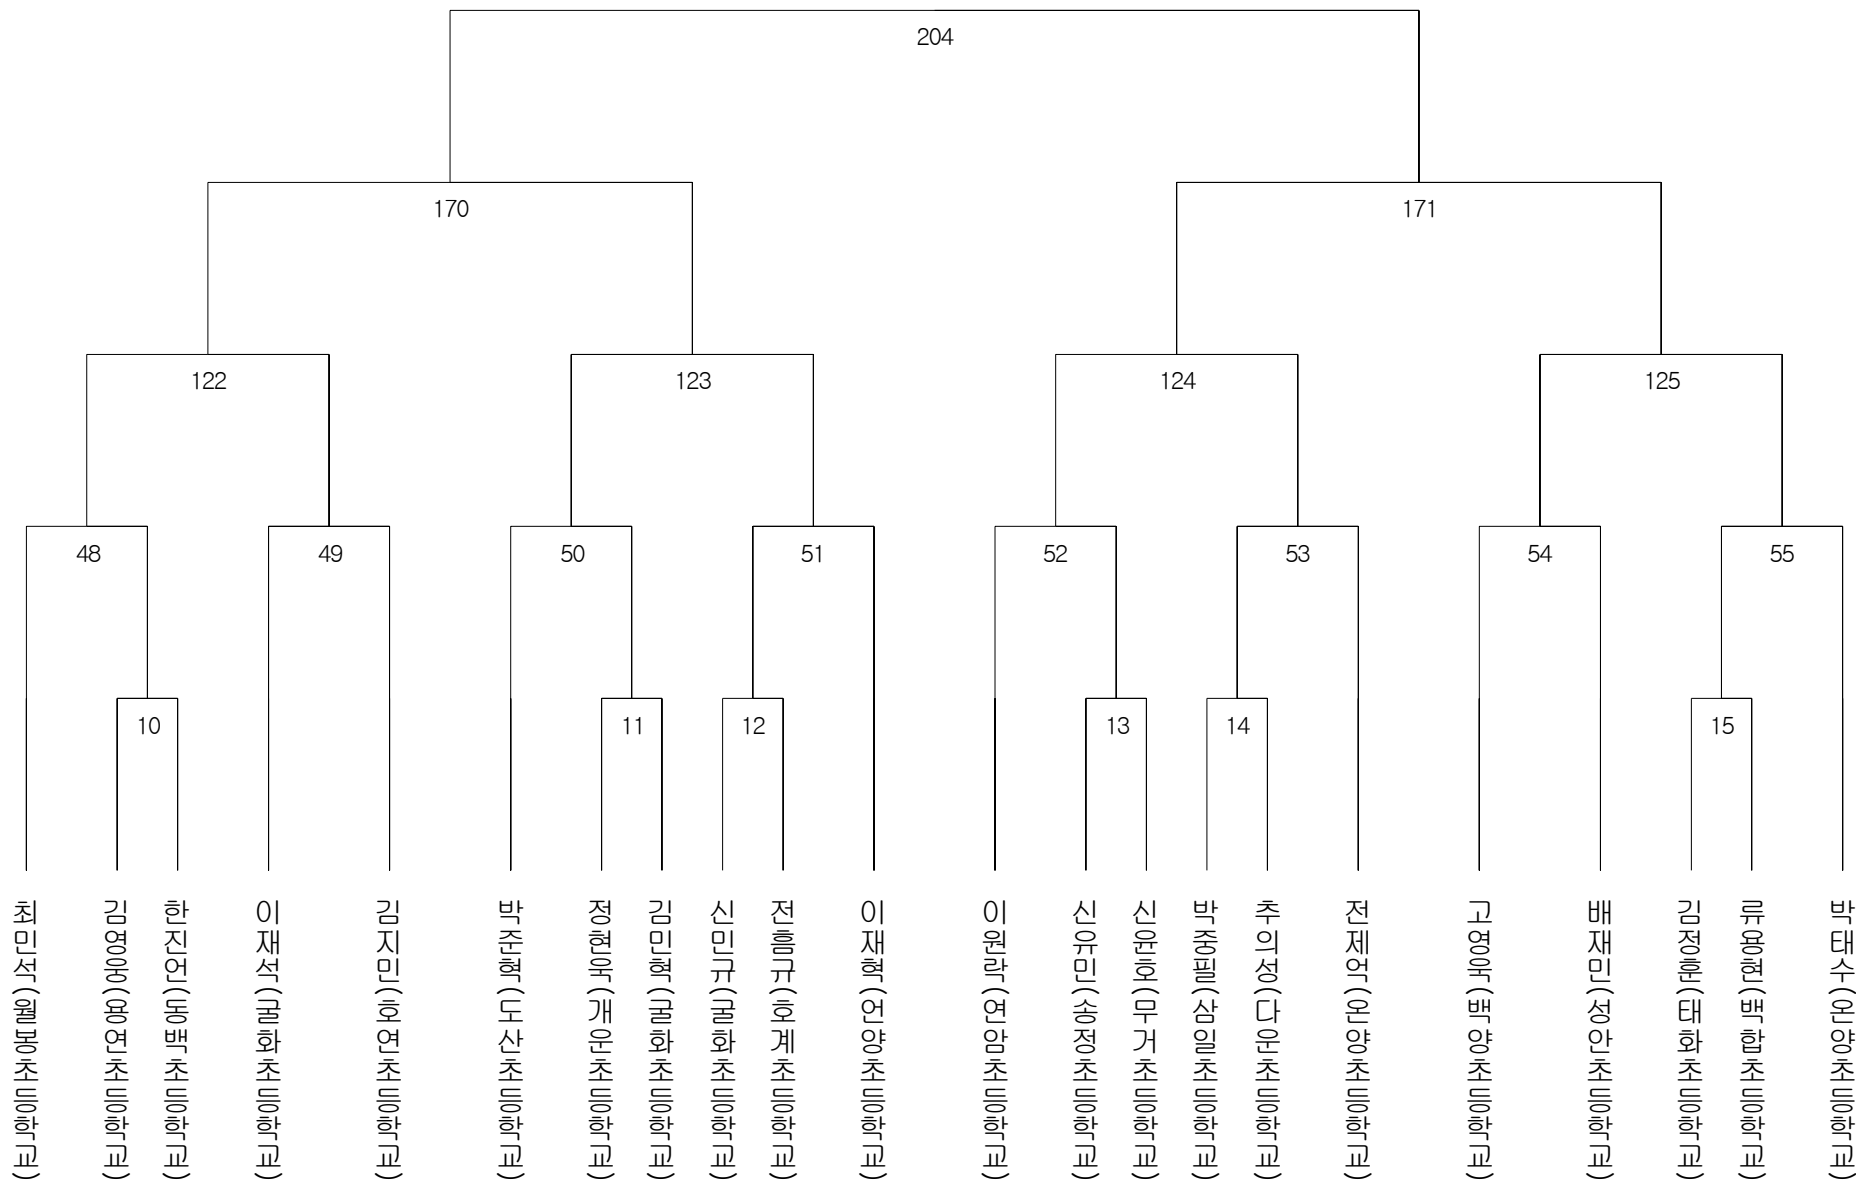 204
170
171
122
123
124
125
48
49
50
51
52
53
54
55
10
11
12
13
14
15
최민석(월봉초등학교)
김영웅(용연초등학교)
한진언(동백초등학교)
이재석(굴화초등학교)
김지민(호연초등학교)
박준혁(도산초등학교)
정현욱(개운초등학교)
김민혁(굴화초등학교)
신민규(굴화초등학교)
전흠규(호계초등학교)
이재혁(언양초등학교)
이원락(연암초등학교)
신유민(송정초등학교)
신윤호(무거초등학교)
박중필(삼일초등학교)
추의성(다운초등학교)
전제억(온양초등학교)
고영욱(백양초등학교)
배재민(성안초등학교)
김정훈(태화초등학교)
류용현(백합초등학교)
박태수(온양초등학교)